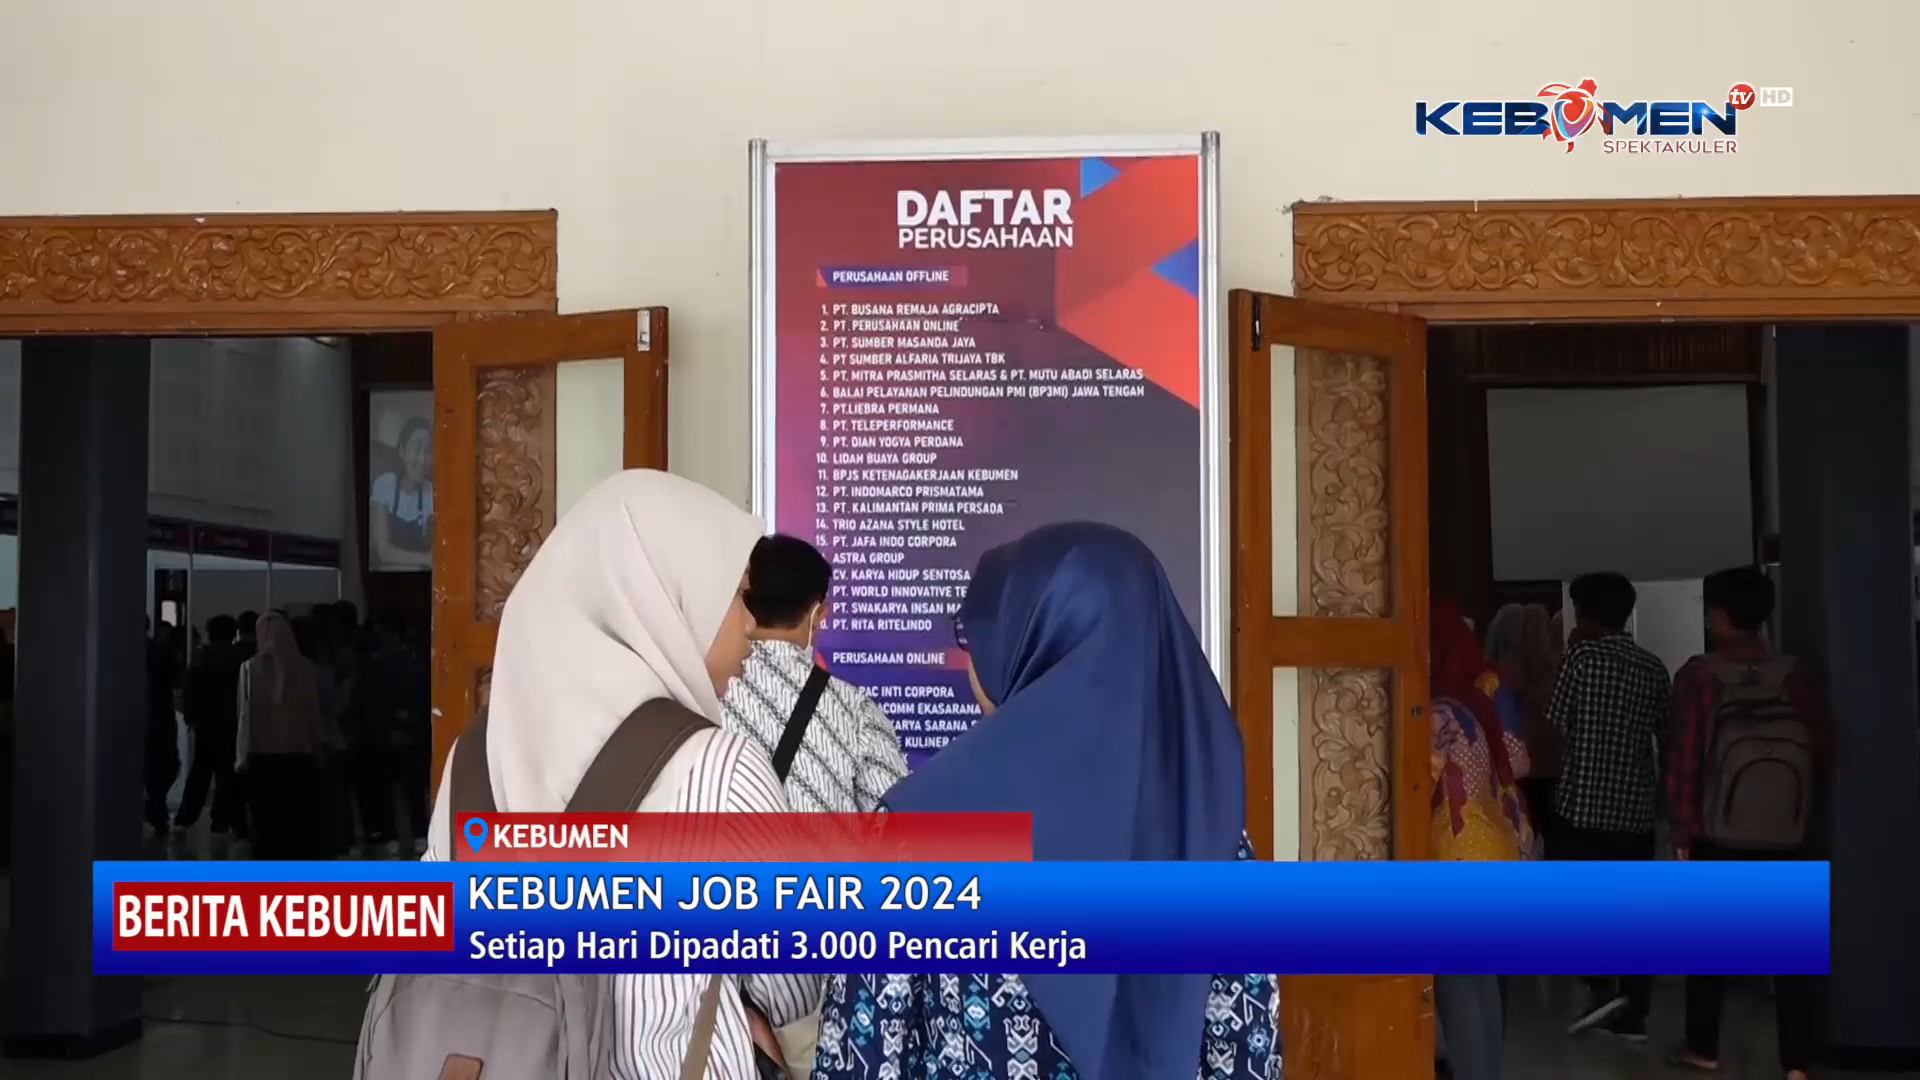 KEBUMEN tv HD
SPEKTAKULER
DAFTAR
PERUSAHAAN
PERUSAHAAN OFFLINE
1. PT. BUSANA REMAJA AGRACIPTA
2. PT. PERUSAHAAN ONLINE
3. PT. SUMBER MASANDA JAYA
4. PT SUMBER ALFARIA TRIJAYA TBK
5. PT. MITRA PRASMITHA SELARAS & PT. MUTU ABADI SELARAS
6. BALAI PELAYANAN PELINDUNGAN PMI (BP3MI) JAWA TENGAH
7. PT.LIEBRA PERMANA
8. PT. TELEPERFORMANCE
9. PT. DIAN YOGYA PERDANA
10. LIDAH BUAYA GROUP
11. BPJS KETENAGAKERJAAN KEBUMEN
12. PT. INDOMARCO PRISMATAMA
13. PT. KALIMANTAN PRIMA PERSADA
14. TRIO AZANA STYLE HOTEL
15. PT. JAFA INDO CORPORA
ASTRA GROUP
CV. KARYA HIDUP SENTOSA
PT. WORLD INNOVATIVE TE
PT. SWAKARYA INSAN MA
PT. RITA RITELINDO
PERUSAHAAN ONLINE
PAC INTI CORPORA
ACOMM EKASARANA
KARYA SARANA S
E KULINER
KEBUMEN
BERITA KEBUMEN
KEBUMEN JOB FAIR 2024
Setiap Hari Dipadati 3.000 Pencari Kerja